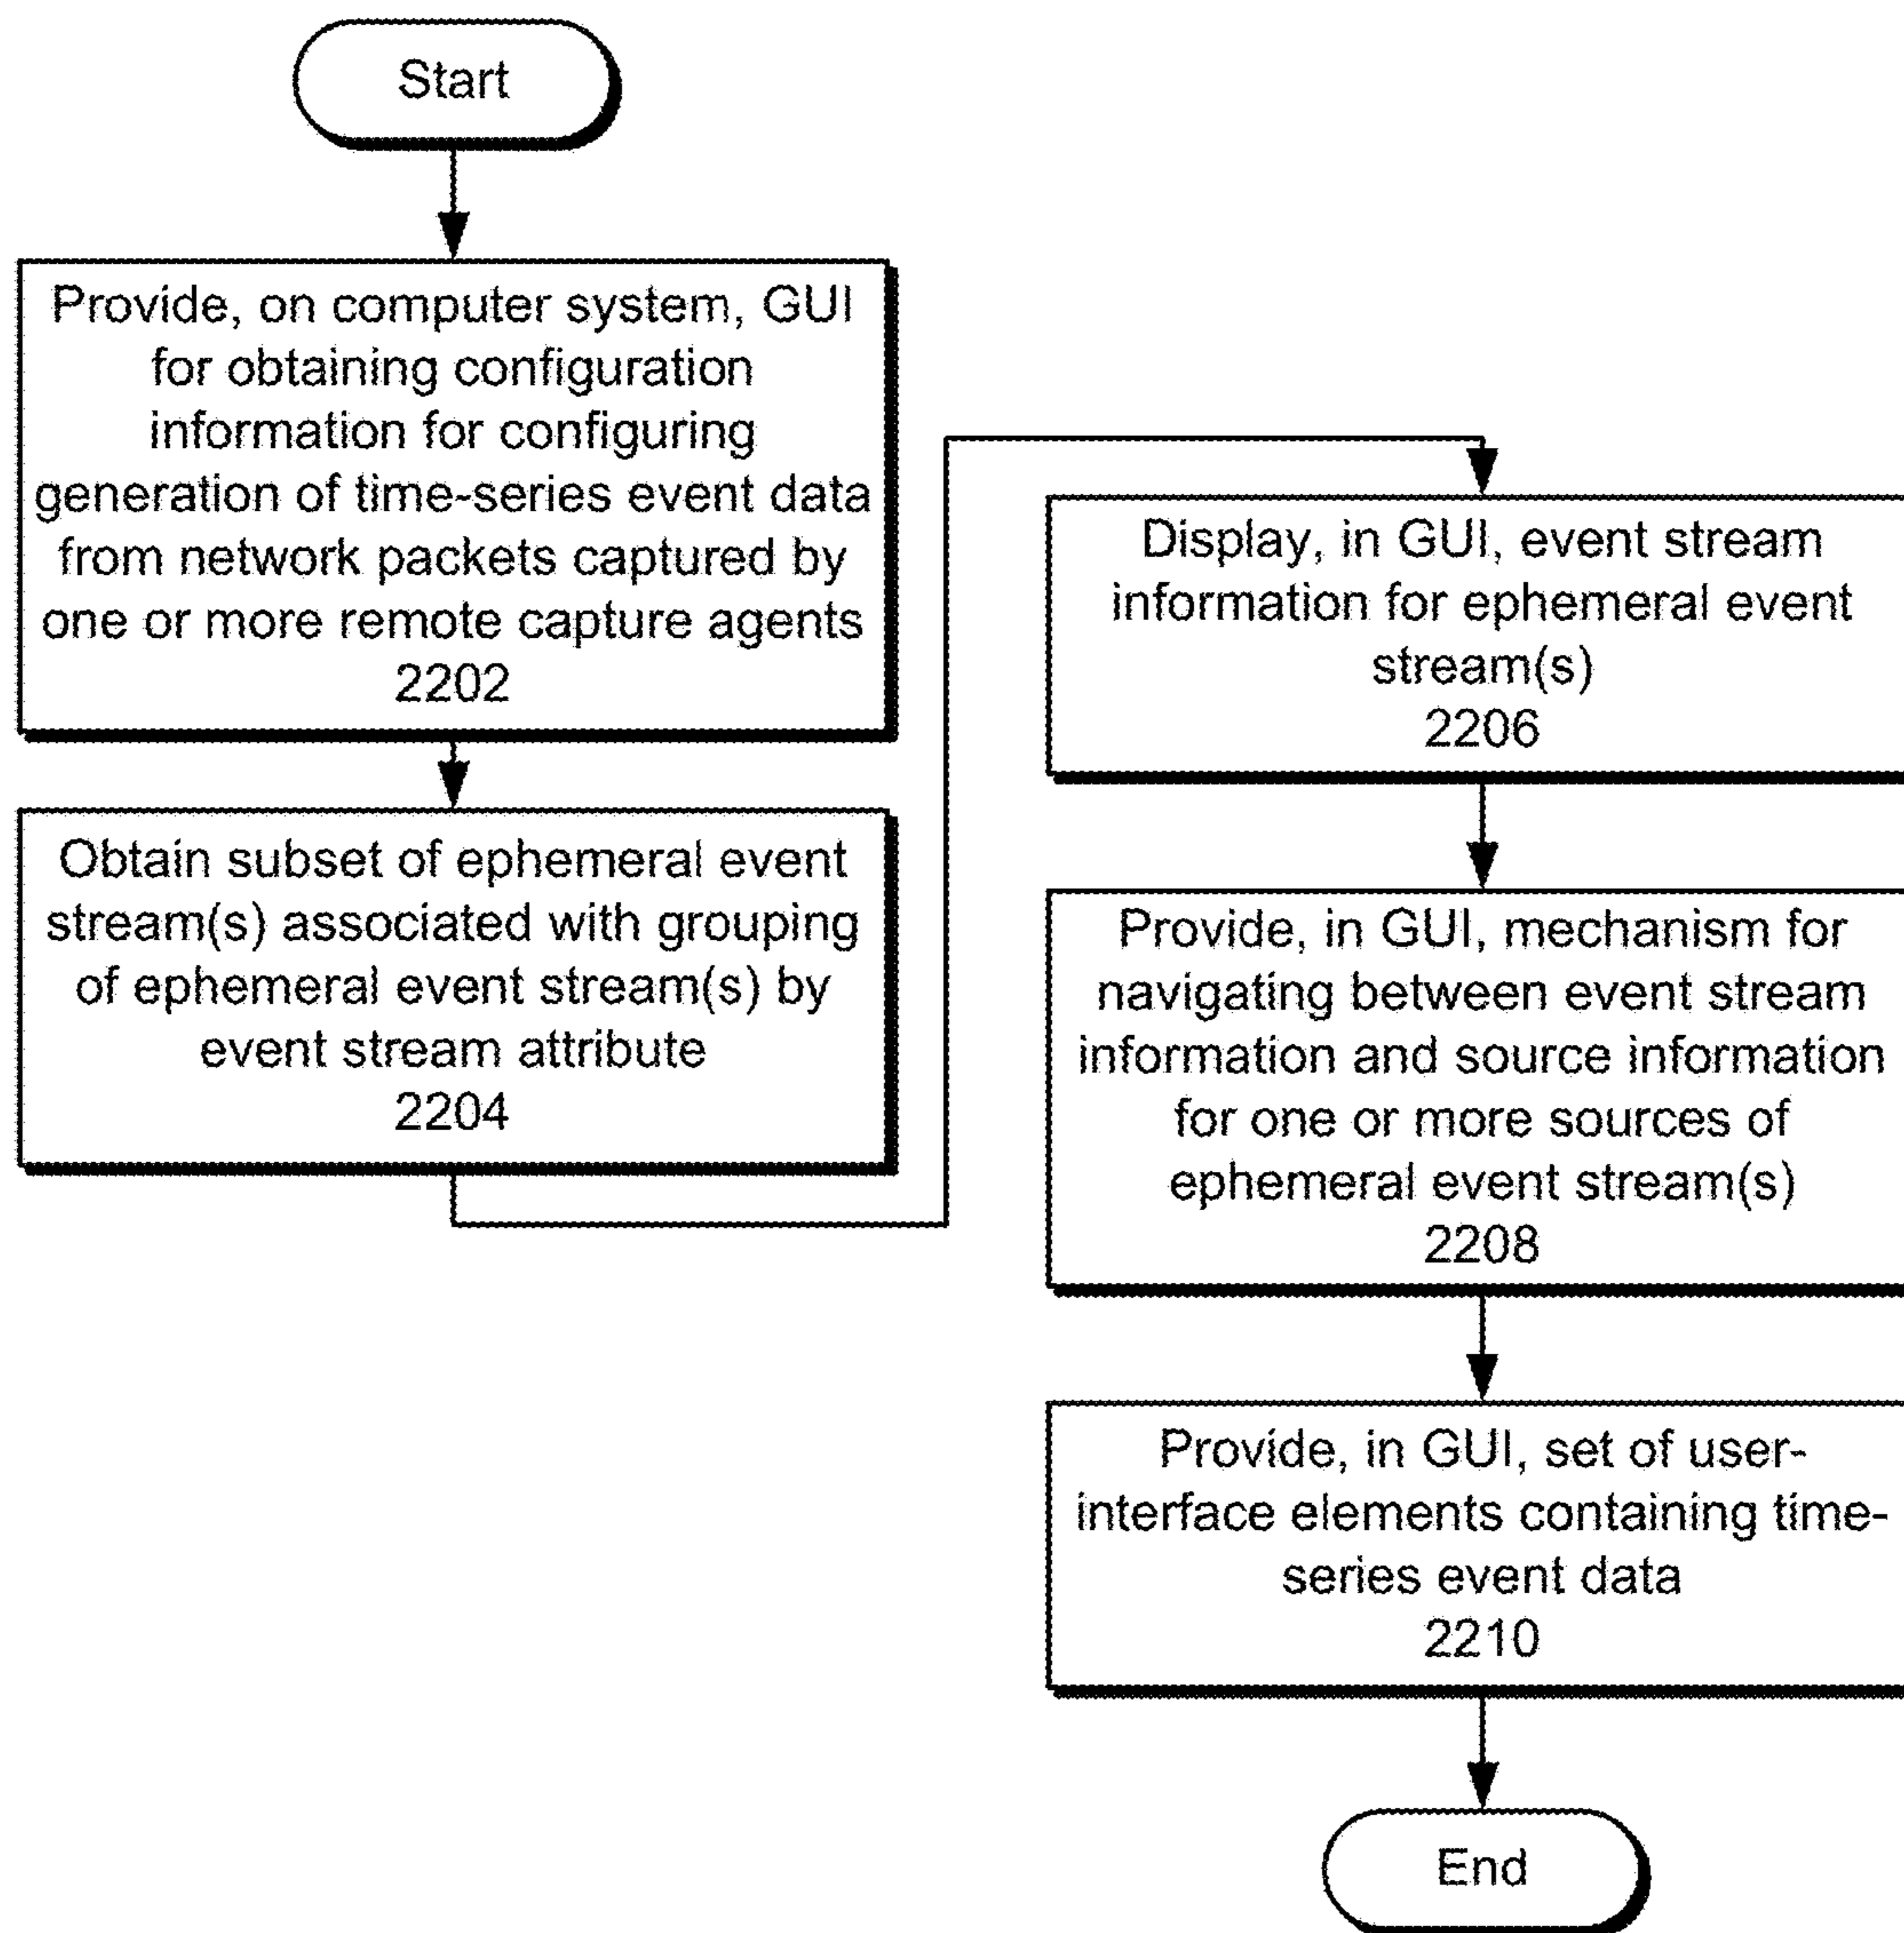 Start
Provide, on computer system, GUI
for obtaining configuration
information for configuring
generation of time-series event data
from network packets captured by
one or more remote capture agents
2202
Obtain subset of ephemeral event
stream(s) associated with grouping
of ephemeral event stream(s) by
event stream attribute
2204
Display, in GUI, event stream
information for ephemeral event
stream(s)
2206
Provide, in GUI, mechanism for
navigating between event stream
information and source information
for one or more sources of
ephemeral event stream(s)
2208
Provide, in GUI, set of user-
interface elements containing time-
series event data
2210
End